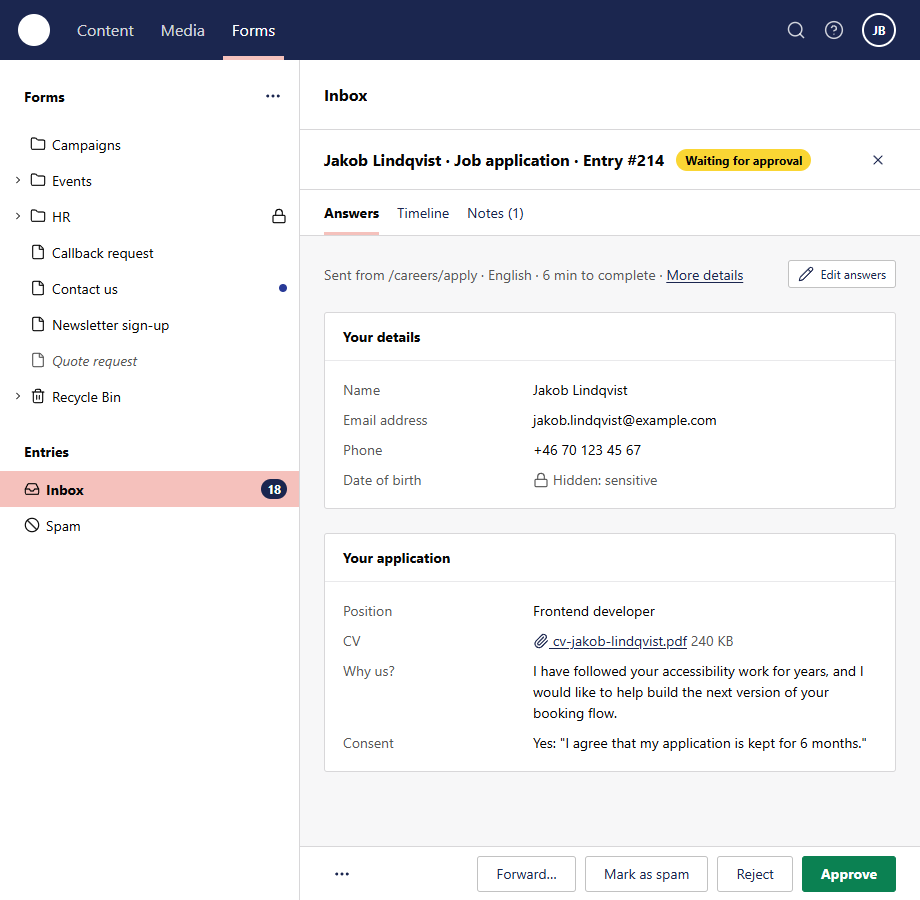 Content Media Forms
JB
Forms
Campaigns
Events
HR
Callback request
Contact us
Newsletter sign-up
Quote request
Recycle Bin
Entries
Inbox 18
Spam
Inbox
Jakob Lindqvist · Job application · Entry #214 Waiting for approval
Answers Timeline Notes (1)
Sent from /careers/apply · English · 6 min to complete · More details Edit answers
Your details
Name Jakob Lindqvist
Email address jakob.lindqvist@example.com
Phone +46 70 123 45 67
Date of birth Hidden: sensitive
Your application
Position Frontend developer
CV cv-jakob-lindqvist.pdf 240 KB
Why us? I have followed your accessibility work for years, and I
would like to help build the next version of your
booking flow.
Consent Yes: "I agree that my application is kept for 6 months."
Forward... Mark as spam Reject Approve